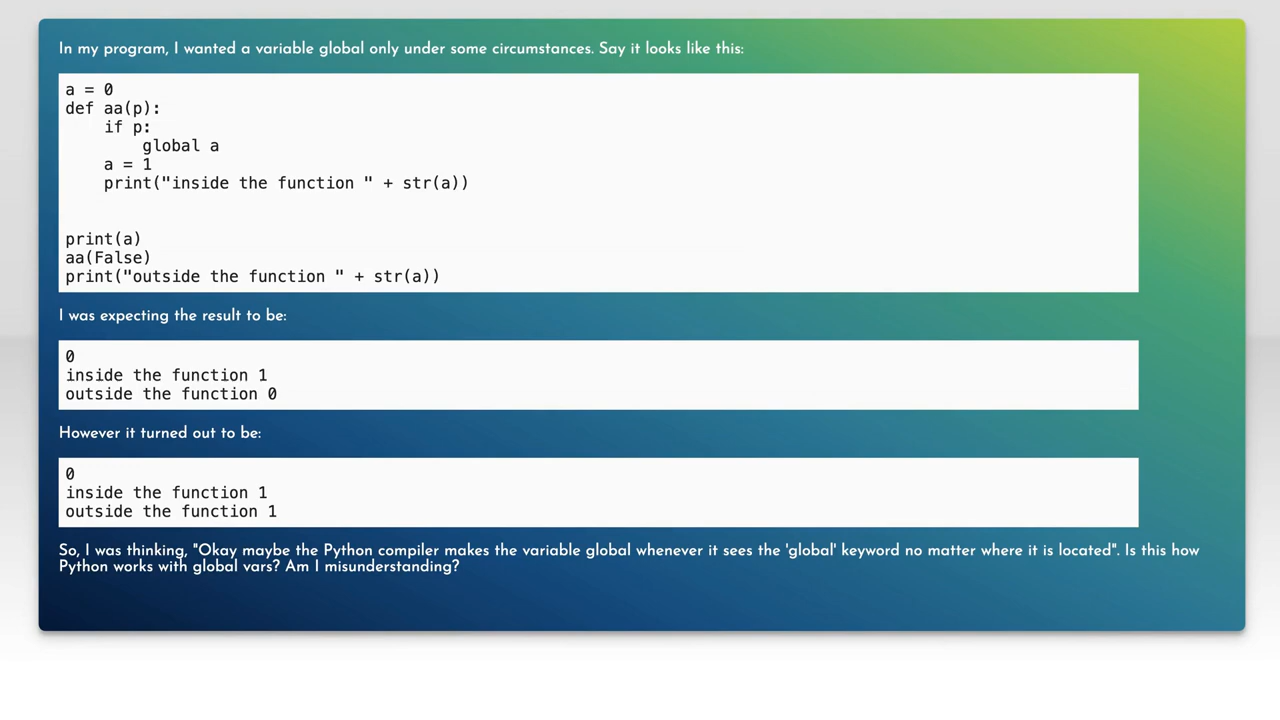 In my program, I wanted a variable global only under some circumstances. Say it looks like this:
a = 0
def aa(p):
    if p:
        global a
    a = 1
    print("inside the function " + str(a))
print(a)
aa(False)
print("outside the function " + str(a))
I was expecting the result to be:
0
inside the function 1
outside the function 0
However it turned out to be:
0
inside the function 1
outside the function 1
So, I was thinking, "Okay maybe the Python compiler makes the variable global whenever it sees the 'global' keyword no matter where it is located". Is this how
Python works with global vars? Am I misunderstanding?